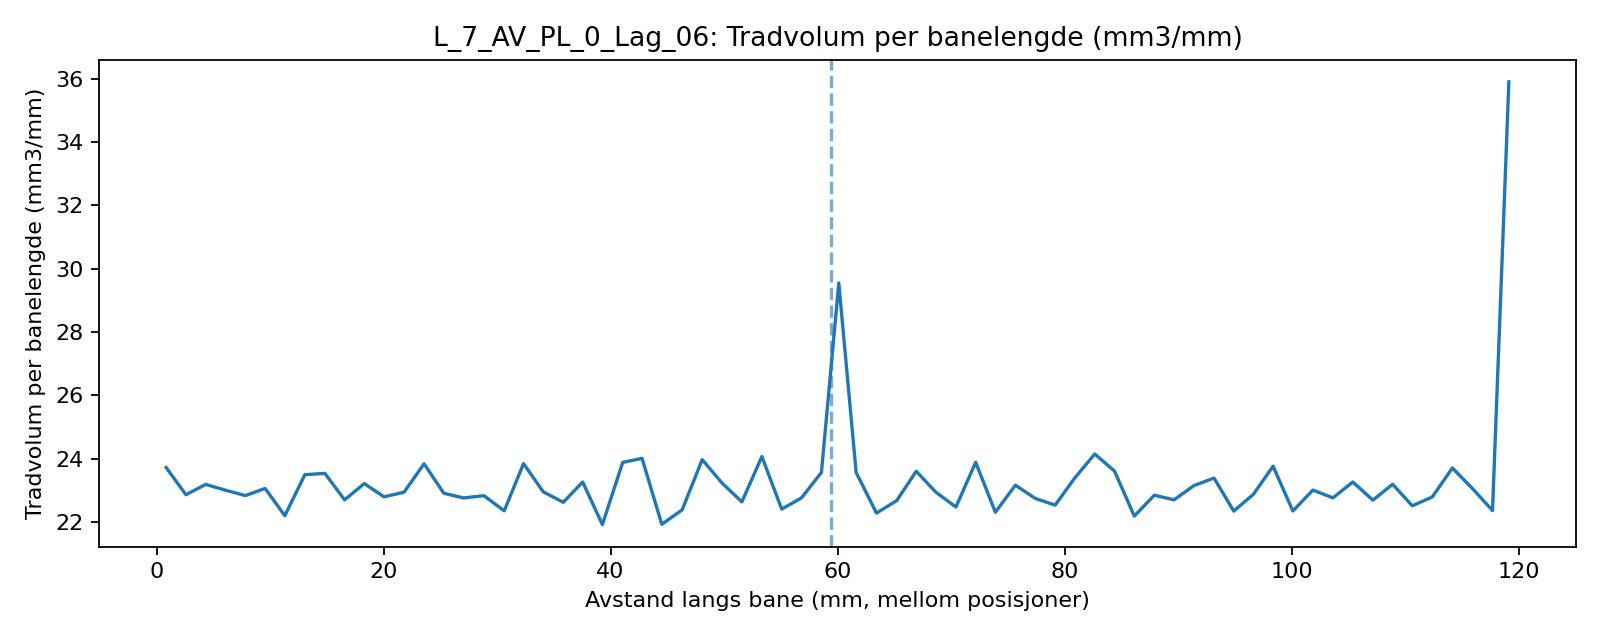 L_7_AV_PL_0_Lag_06: Tradvolum per banelengde (mm3/mm)
Tradvolum per banelengde (mm3/mm)
36
34
32
30
28
26
24
22
0 20 40 60 80 100 120
Avstand langs bane (mm, mellom posisjoner)